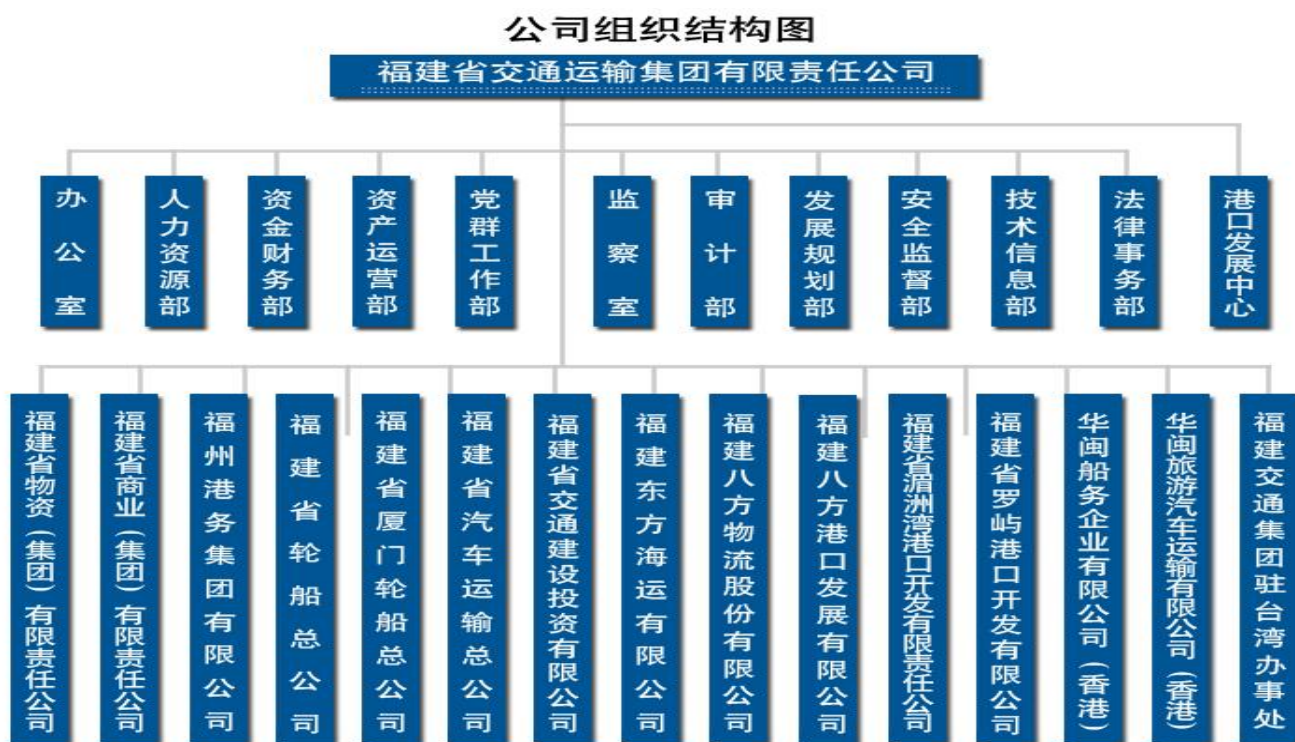 公司组织结构图
福建省交通运输集团有限责任公司
办公室
人力资源部
资金财务部
资产运营部
党群工作部
监察室
审计部
发展规划部
安全监督部
技术信息部
法律事务部
港口发展中心
福建省物资(集团)有限责任公司
福建省商业(集团)有限责任公司
福州港务集团有限公司
福建省轮船总公司
福建省厦门轮船总公司
福建省汽车运输总公司
福建省交通建设投资有限公司
福建东方海运有限公司
福建八方物流股份有限公司
福建八方港口发展有限公司
福建省湄洲湾港口开发有限责任公司
福建省罗屿港口开发有限公司
华闽船务企业有限公司(香港)
华闽旅游汽车运输有限公司(香港)
福建交通集团驻台湾办事处